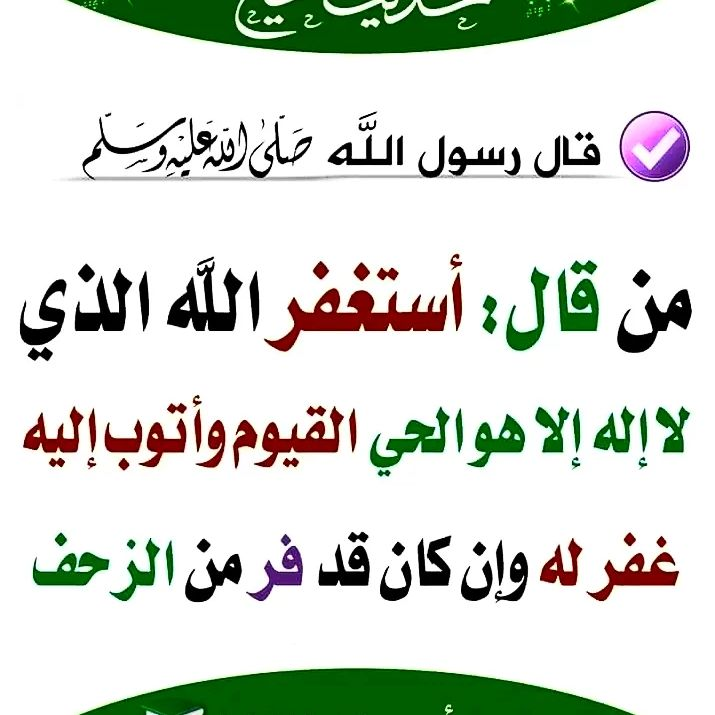 قال رسول الله صلى الله عليه وسلم
من قال: أستغفر الله الذي
لا إله إلا هو الحي القيوم وأتوب إليه
غفر له وإن كان قد فر من الزحف